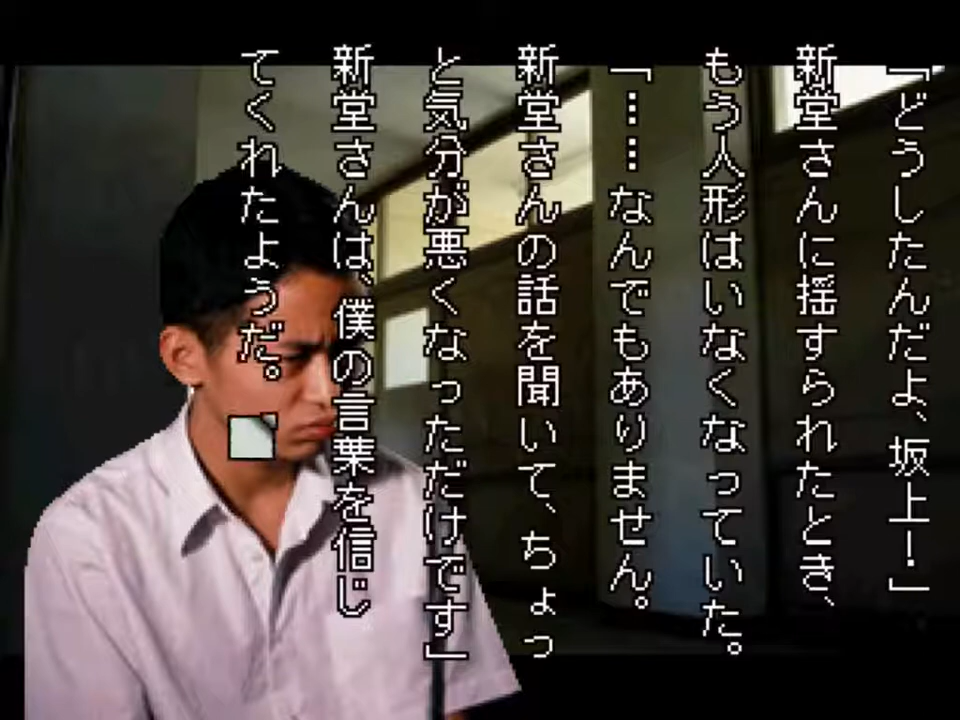 「どうしたんだよ、坂上！」
新堂さんに揺すられたとき、
もう人形はいなくなっていた。
「……なんでもありません。
新堂さんの話を聞いて、ちょっ
と気分が悪くなっただけです」
新堂さんは、僕の言葉を信じ
てくれたようだ。